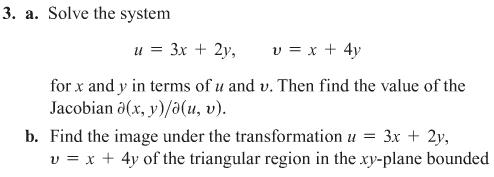 3. a. Solve the system
u = 3x + 2y, v = x + 4y
for x and y in terms of u and v. Then find the value of the
Jacobian ∂(x, y)/∂(u, v).
b. Find the image under the transformation u = 3x + 2y,
v = x + 4y of the triangular region in the xy-plane bounded